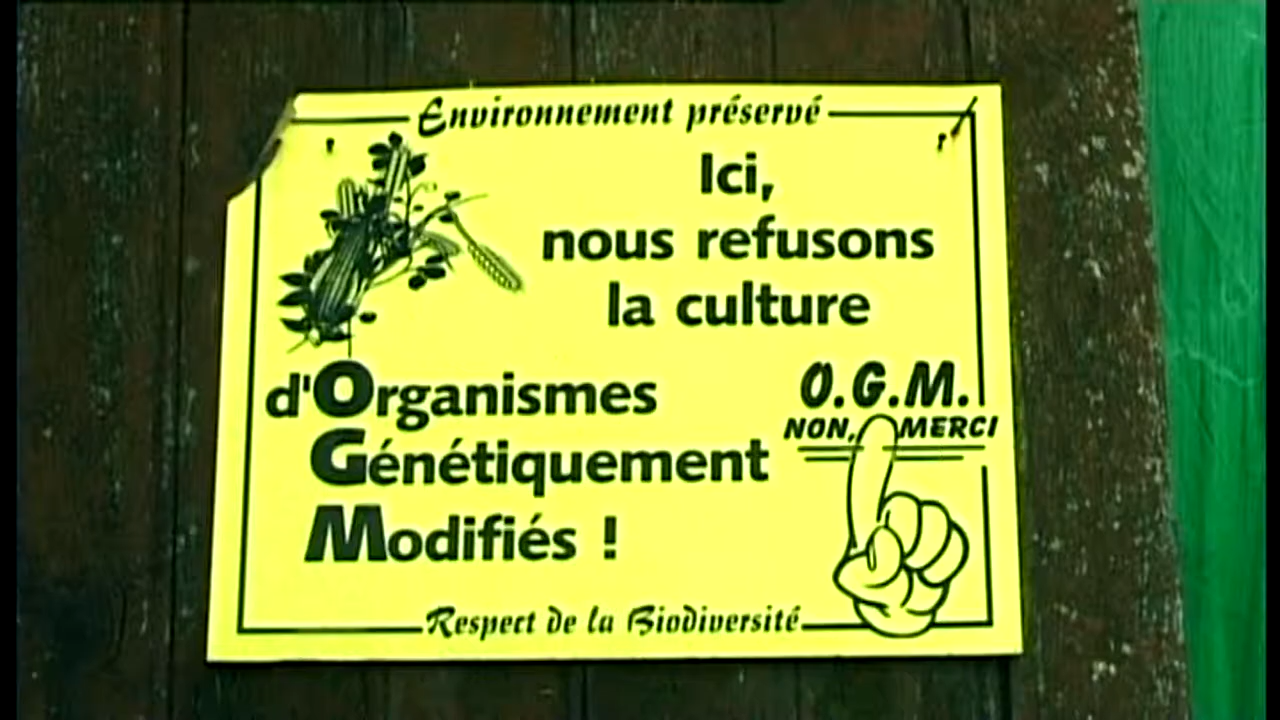 Environnement préservé
Ici,
nous refusons
la culture
d'Organismes
Génétiquement
Modifiés !
O.G.M.
NON, MERCI
Respect de la Biodiversité